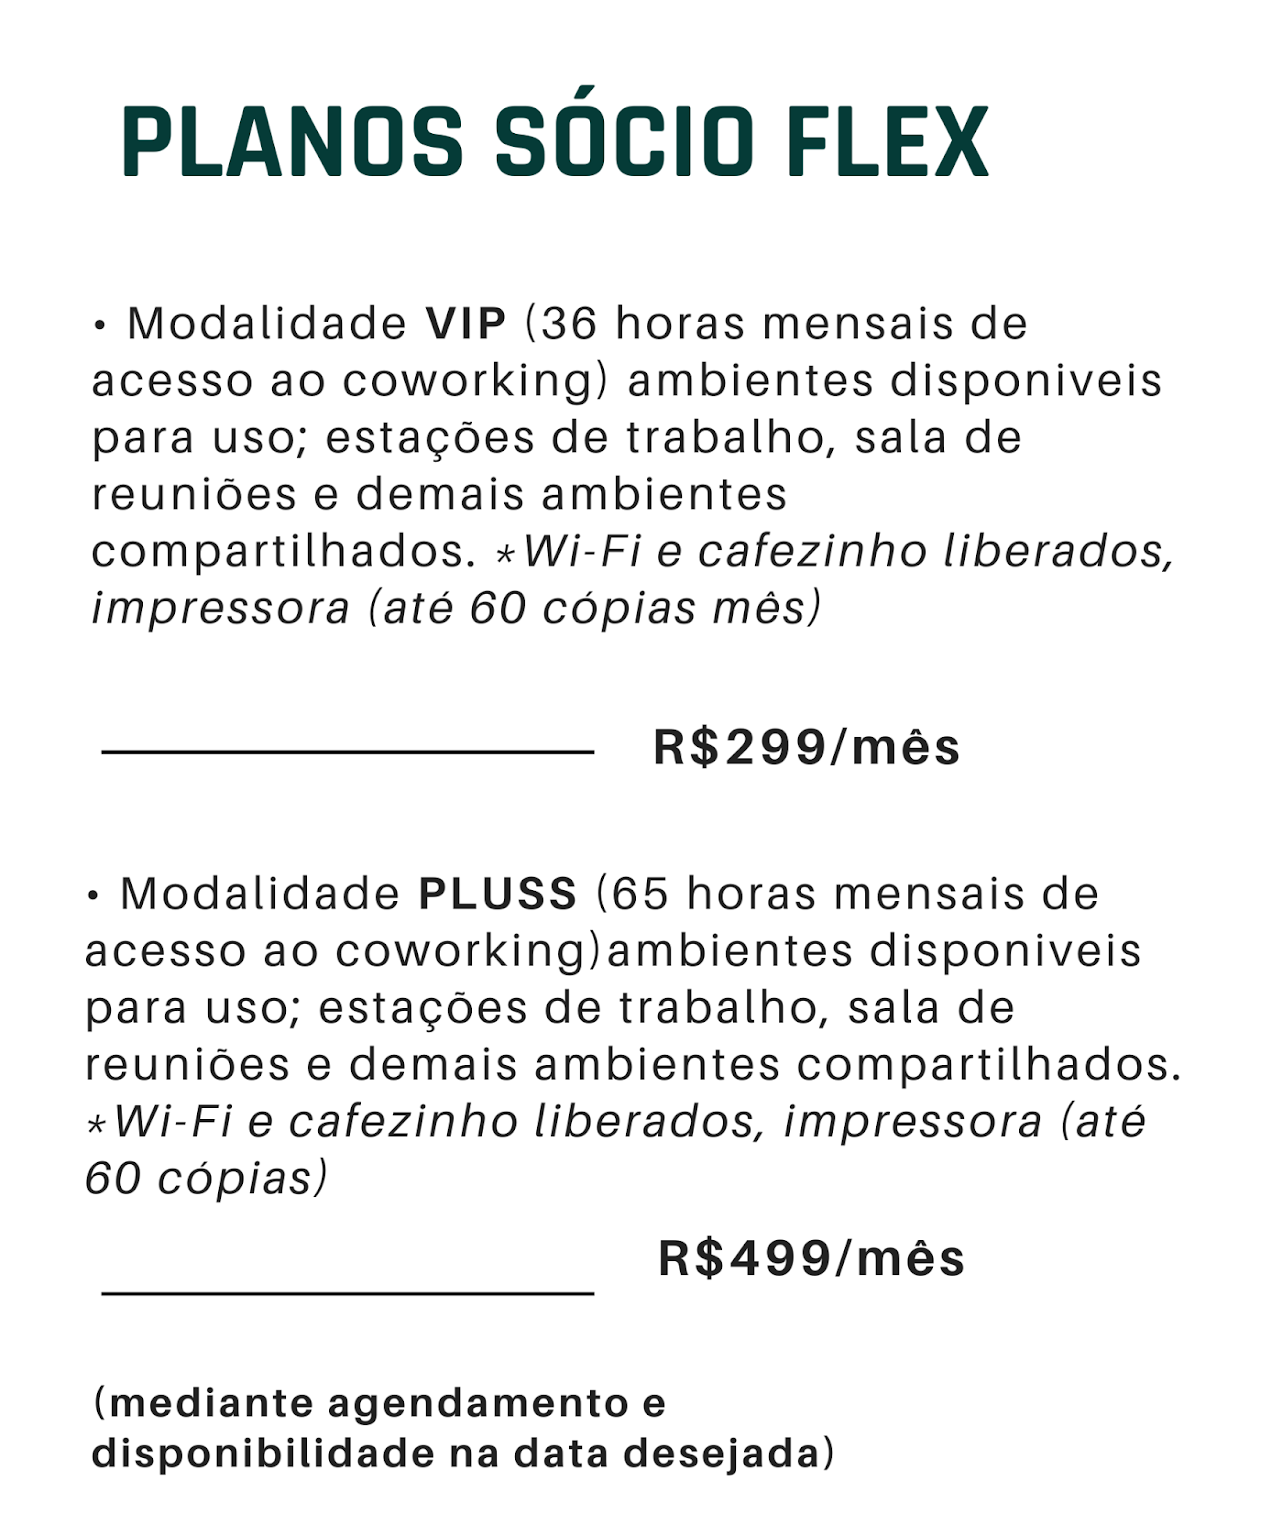 PLANOS SÓCIO FLEX
• Modalidade VIP (36 horas mensais de
acesso ao coworking) ambientes disponiveis
para uso; estações de trabalho, sala de
reuniões e demais ambientes
compartilhados. *Wi-Fi e cafezinho liberados,
impressora (até 60 cópias mês)
R$299/mês
• Modalidade PLUSS (65 horas mensais de
acesso ao coworking)ambientes disponiveis
para uso; estações de trabalho, sala de
reuniões e demais ambientes compartilhados.
*Wi-Fi e cafezinho liberados, impressora (até
60 cópias)
R$499/mês
(mediante agendamento e
disponibilidade na data desejada)